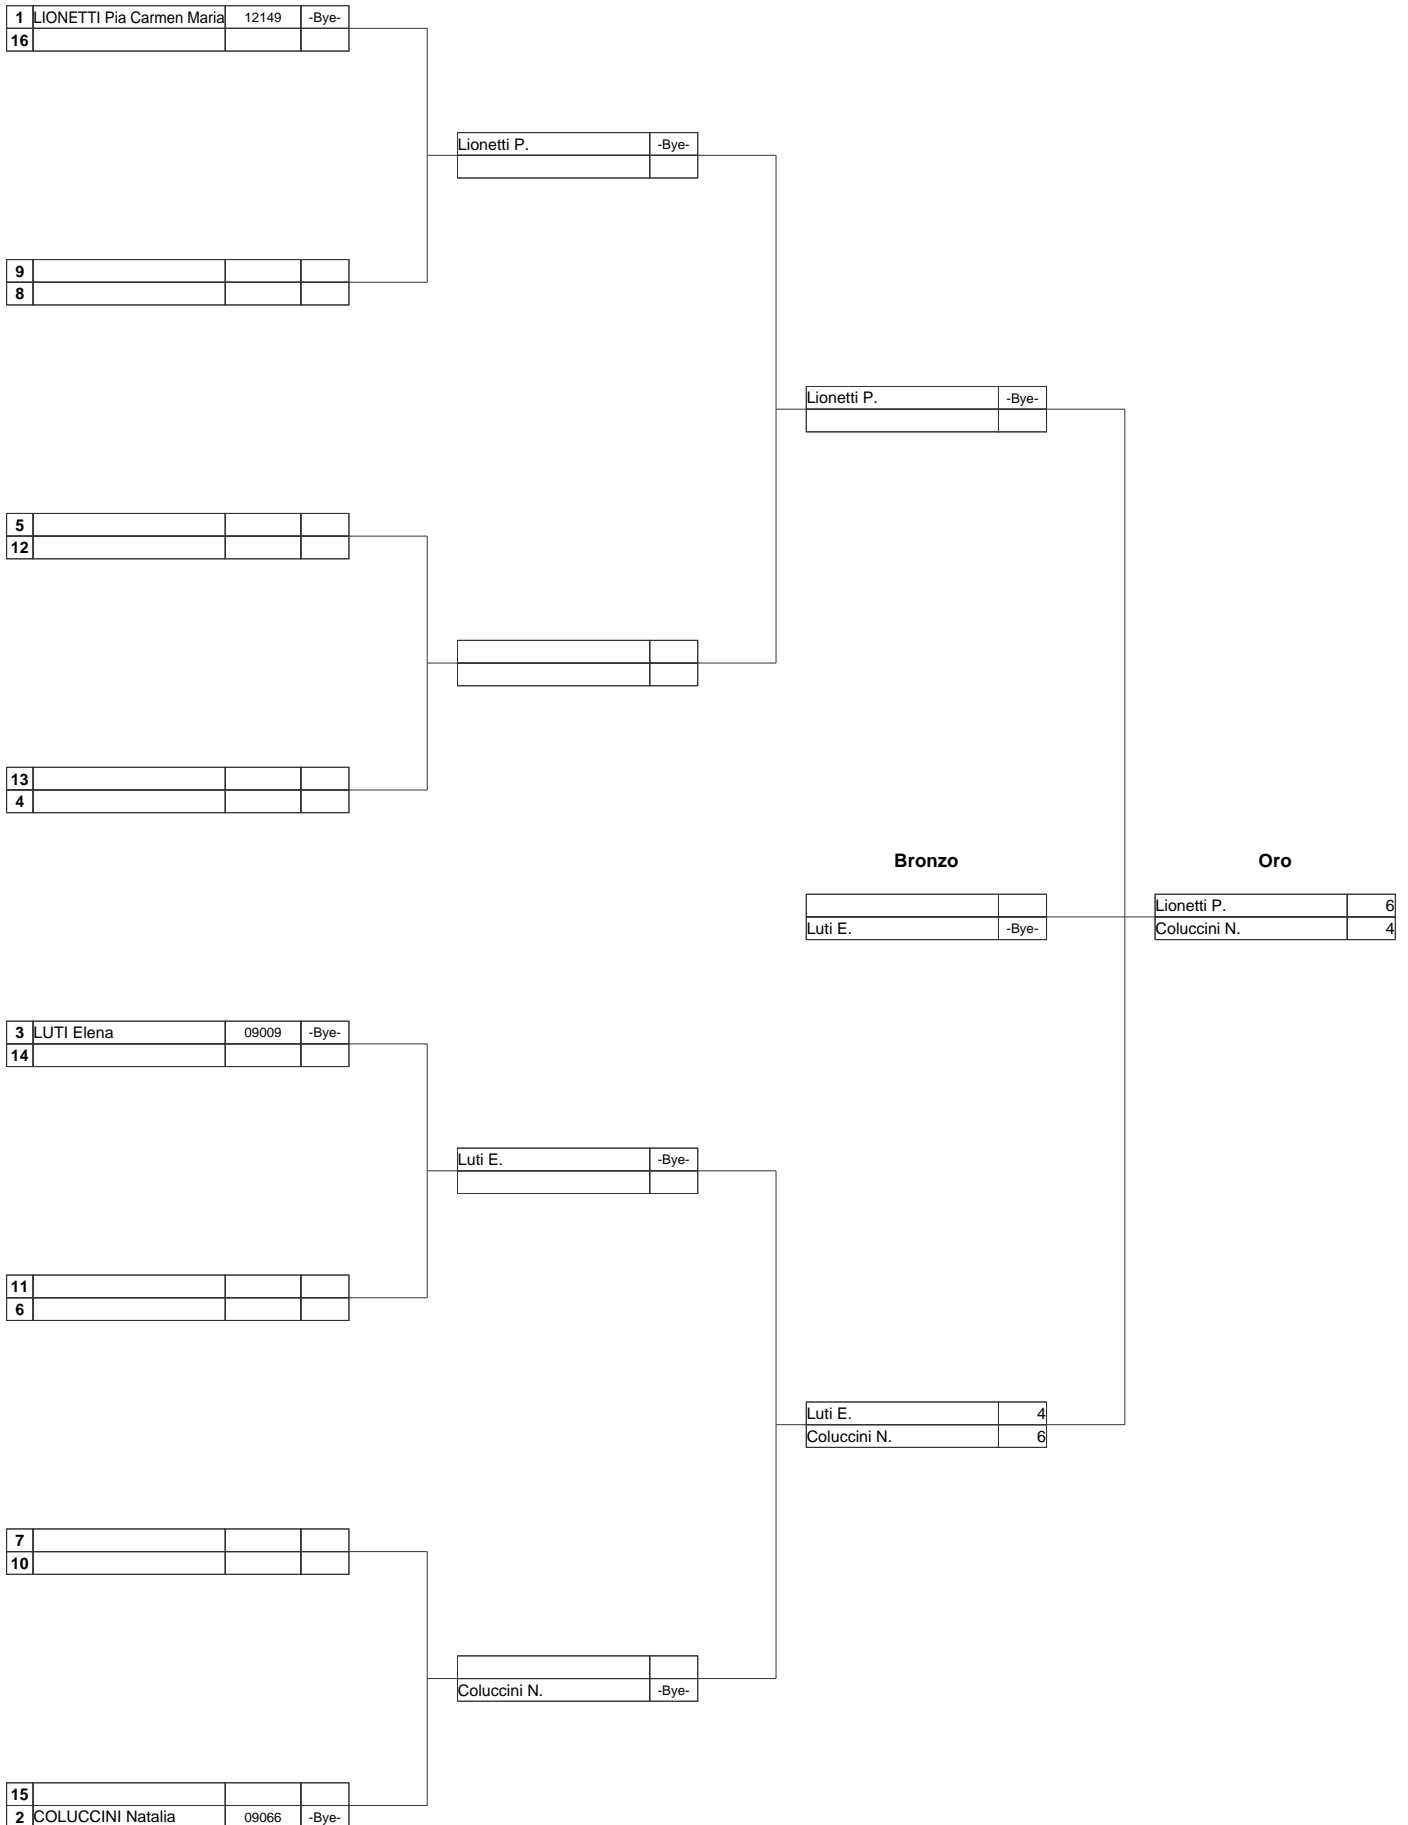 1 LIONETTI Pia Carmen Maria 12149 -Bye-
16
Lionetti P. -Bye-
9
8
Lionetti P. -Bye-
5
12
13
4
Bronzo Oro
Lionetti P. 6
Luti E. -Bye- Coluccini N. 4
3 LUTI Elena 09009 -Bye-
14
Luti E. -Bye-
11
6
Luti E. 4
Coluccini N. 6
7
10
Coluccini N. -Bye-
15
2 COLUCCINI Natalia 09066 -Bye-